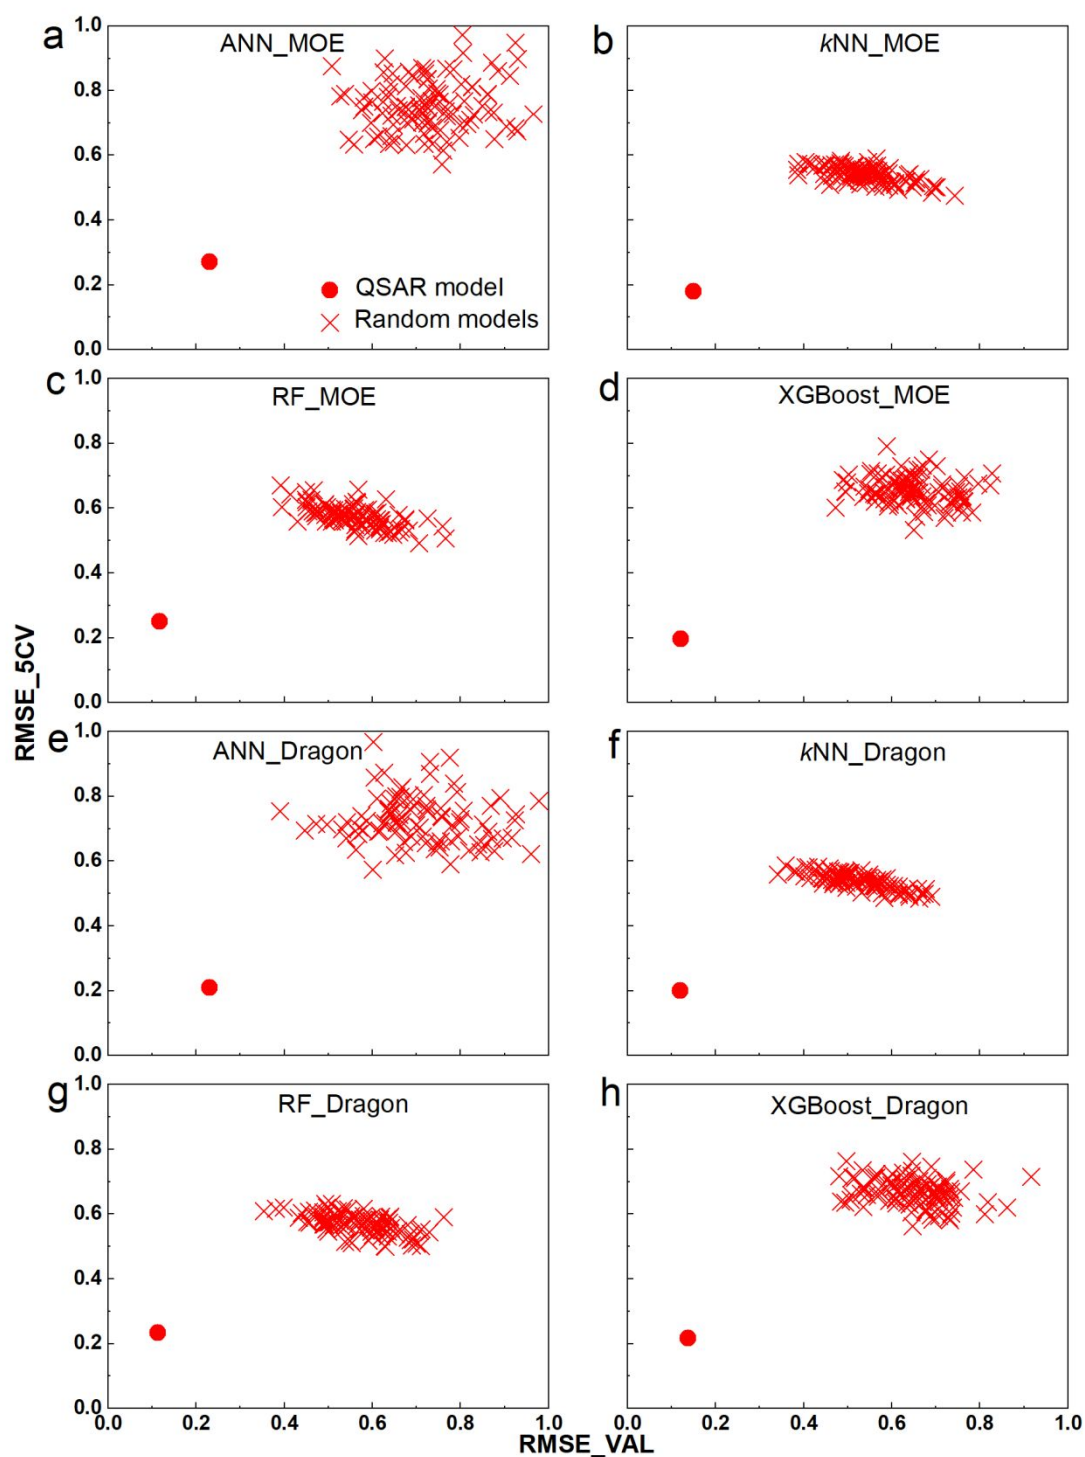 a
ANN_MOE
b
kNN_MOE
1.0
0.8
0.6
0.4
0.2
0.0
QSAR model
Random models
c
RF_MOE
d
XGBoost_MOE
1.0
0.8
0.6
0.4
0.2
0.0
RMSE_5CV
e
ANN_Dragon
f
kNN_Dragon
1.0
0.8
0.6
0.4
0.2
0.0
g
RF_Dragon
h
XGBoost_Dragon
1.0
0.8
0.6
0.4
0.2
0.0
0.0 0.2 0.4 0.6 0.8 1.0
0.0 0.2 0.4 0.6 0.8 1.0
RMSE_VAL